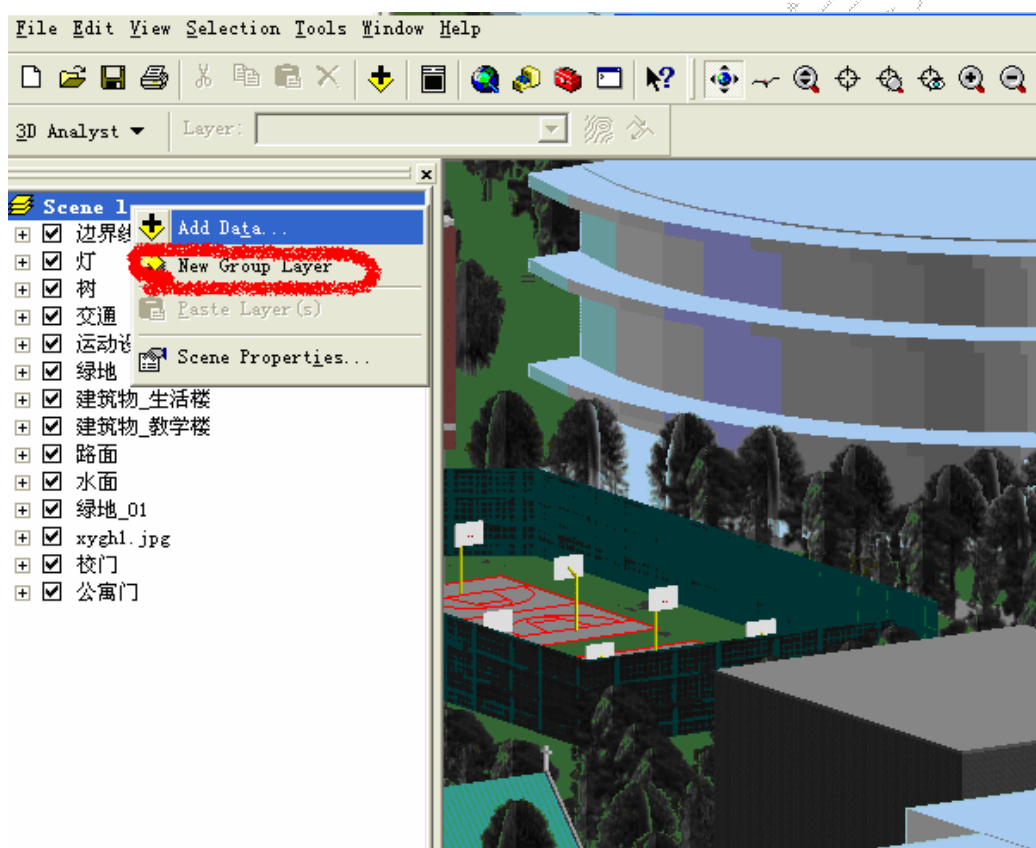 File Edit View Selection Tools Window Help
3D Analyst Layer:
Scene 1
Add Data...
New Group Layer
Paste Layer(s)
Scene Properties...
边界线
灯
树
交通
运动设
绿地
建筑物_生活楼
建筑物_教学楼
路面
水面
绿地_01
xygh1.jpg
校门
公寓门